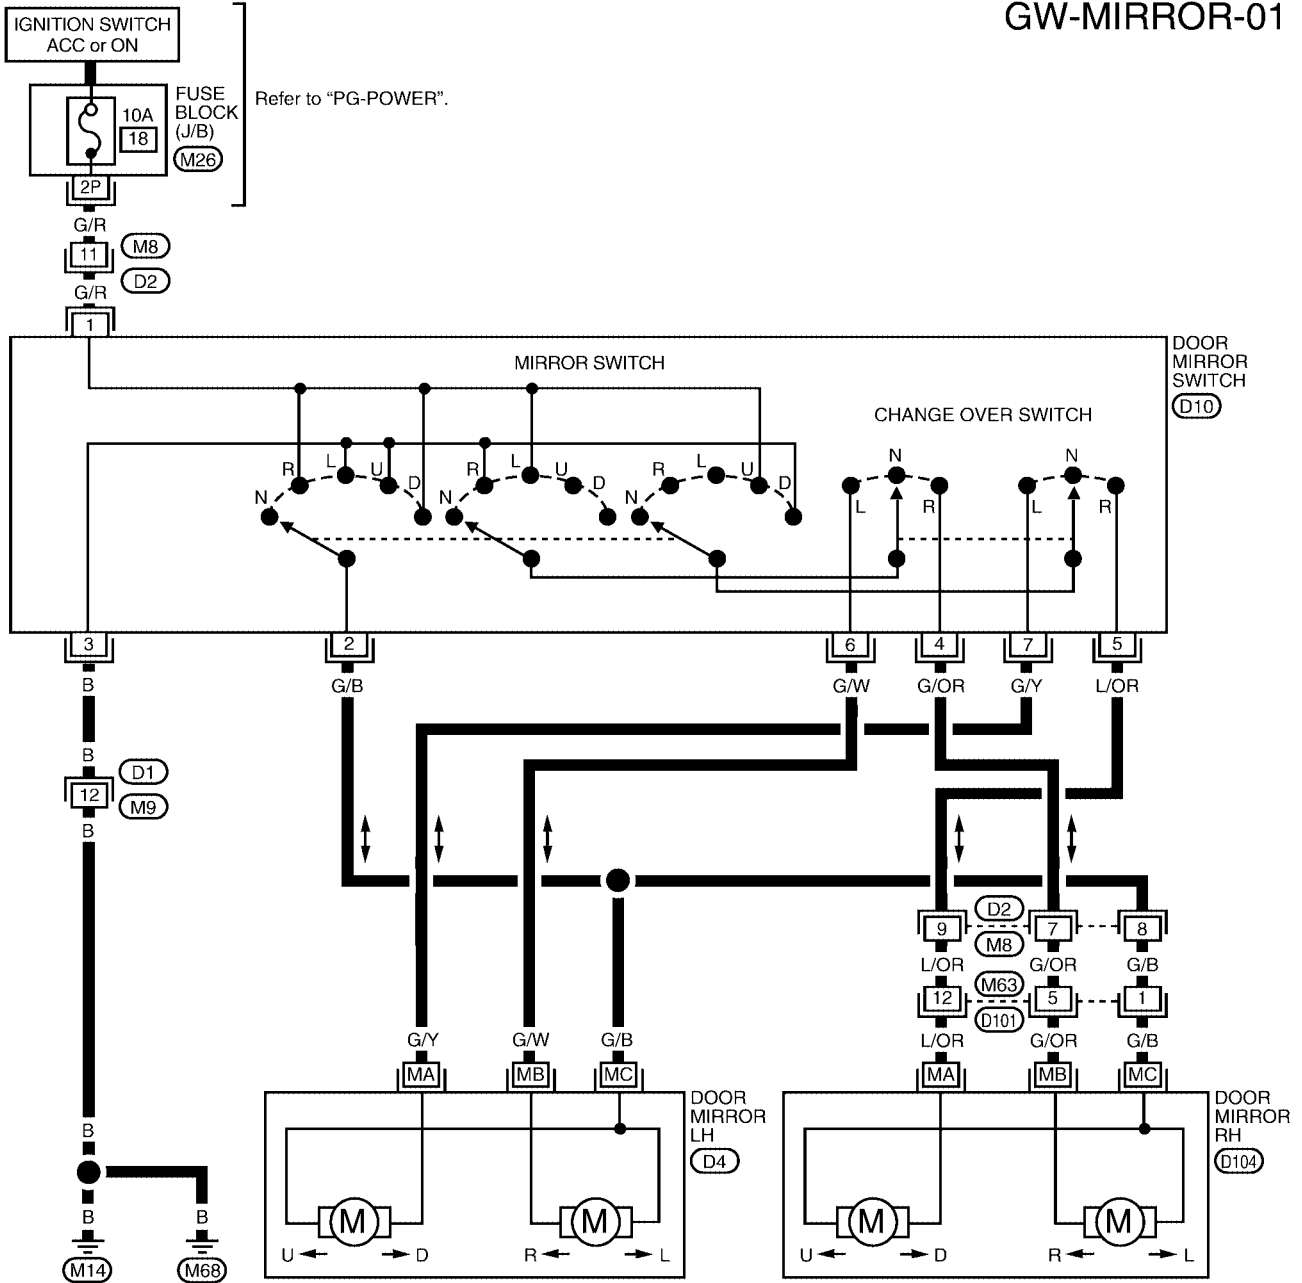 GW-MIRROR-01
IGNITION SWITCH
ACC or ON
FUSE
BLOCK
(J/B)
M26
10A
18
Refer to “PG-POWER”.
2P
G/R
11
M8
D2
G/R
1
DOOR
MIRROR
SWITCH
D10
MIRROR SWITCH
CHANGE OVER SWITCH
N R L U D
N R L U D
N R L U D
L N R
L N R
3 2 6 4 7 5
B G/B G/W G/OR G/Y L/OR
B
D1
12
M9
B
D2
9 7 8
M8
L/OR G/OR G/B
M63
12 5 1
D101
G/Y G/W G/B L/OR G/OR G/B
MA MB MC MA MB MC
DOOR
MIRROR
LH
D4
DOOR
MIRROR
RH
D104
B
M M M M
B B
U D R L U D R L
M14 M68